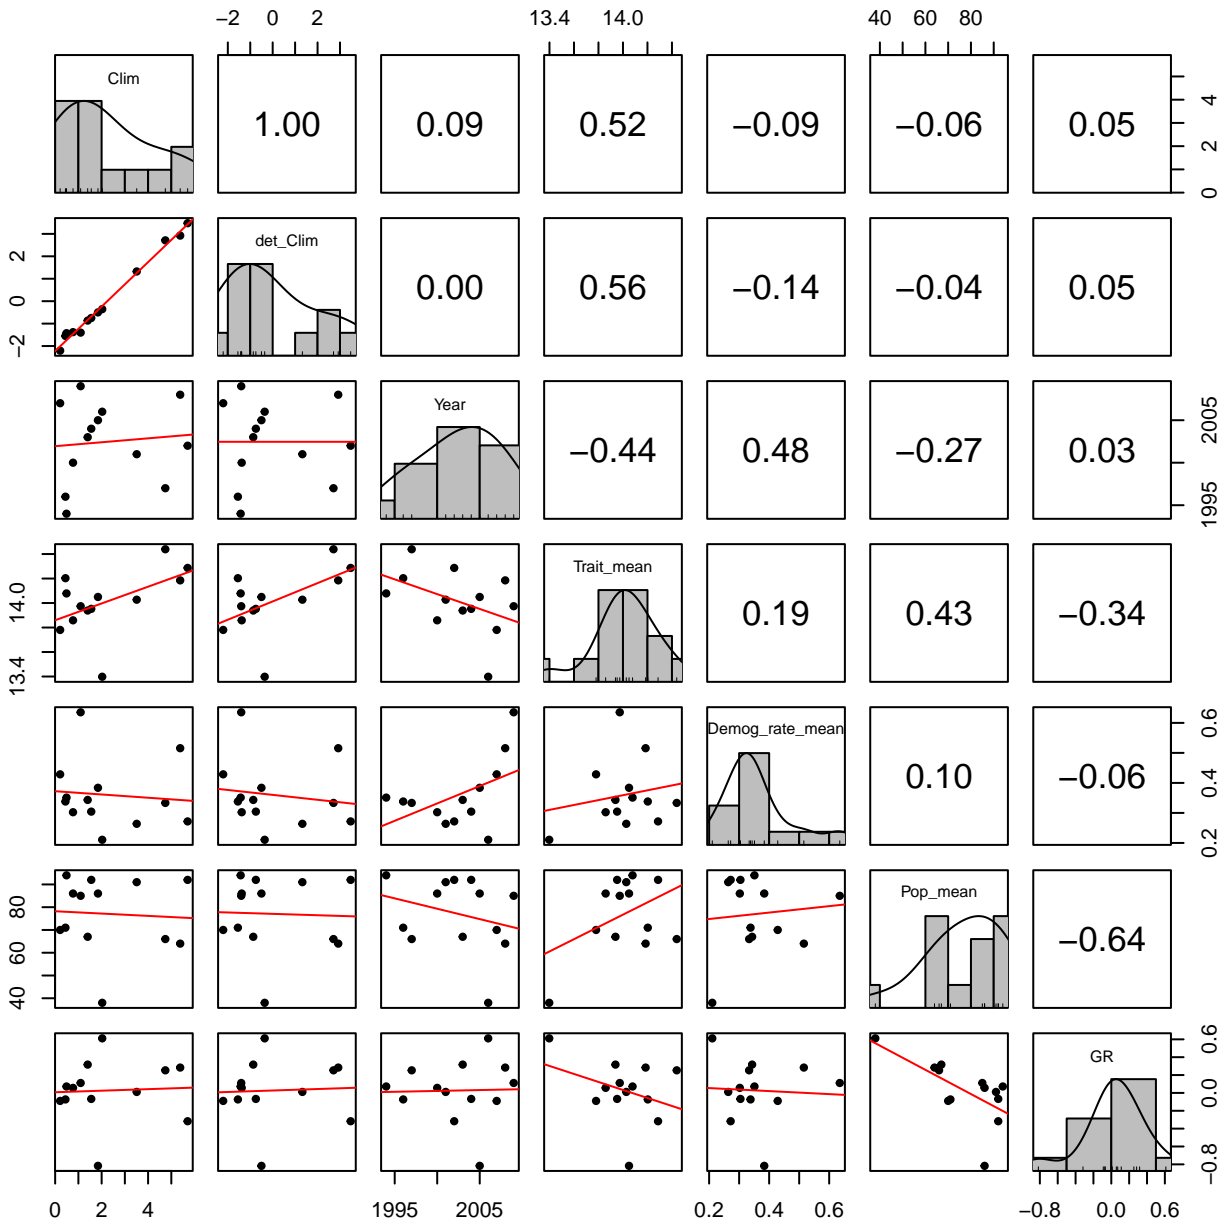 −2 0 2 13.4 14.0 40 60 80
Clim
1.00 0.09 0.52 −0.09 −0.06 0.05
0 2 4
det_Clim
0.00 0.56 −0.14 −0.04 0.05
−2 0 2
Year
−0.44 0.48 −0.27 0.03
1995 2005
Trait_mean
0.19 0.43 −0.34
13.4 14.0
Demog_rate_mean
0.10 −0.06
0.2 0.4 0.6
Pop_mean
−0.64
40 60 80
GR
−0.8 0.0 0.6
0 2 4 1995 2005 0.2 0.4 0.6 −0.8 0.0 0.6